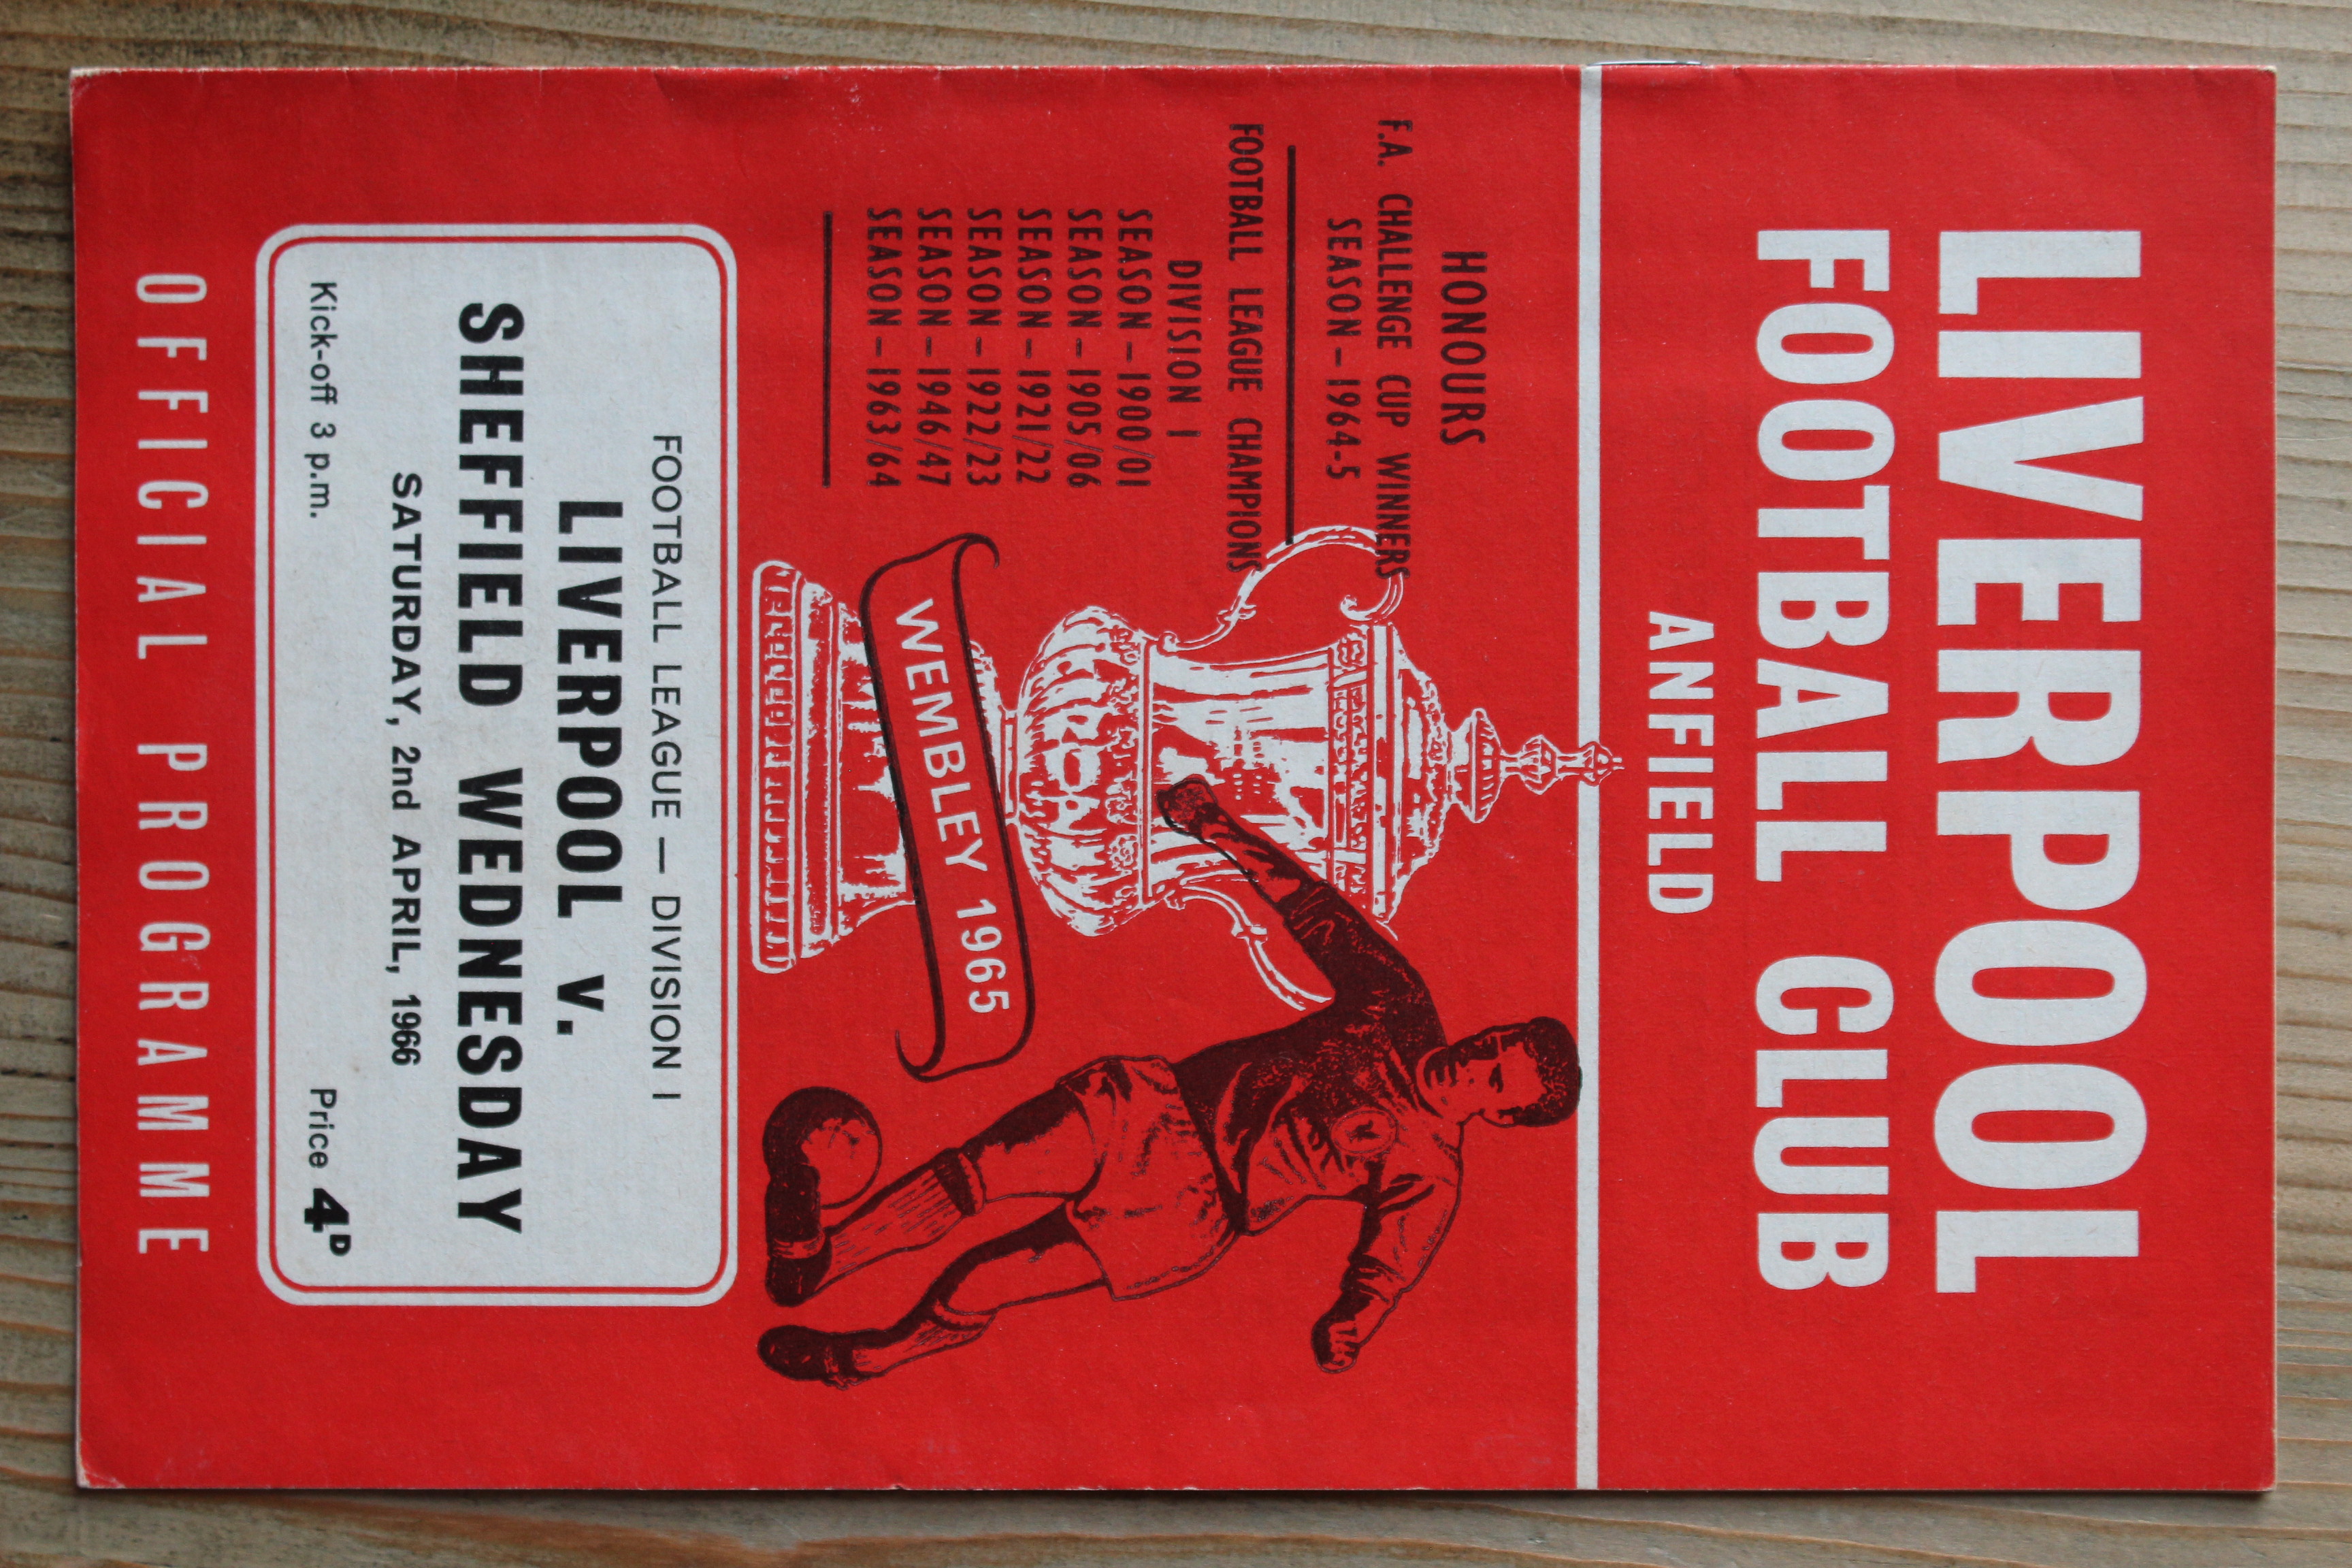 LIVERPOOL
FOOTBALL CLUB
ANFIELD
HONOURS
F.A. CHALLENGE CUP WINNERS
SEASON – 1964-5
FOOTBALL LEAGUE CHAMPIONS
DIVISION I
SEASON – 1900/01
SEASON – 1905/06
SEASON – 1921/22
SEASON – 1922/23
SEASON – 1946/47
SEASON – 1963/64
WEMBLEY 1965
FOOTBALL LEAGUE — DIVISION I
LIVERPOOL v.
SHEFFIELD WEDNESDAY
SATURDAY, 2nd APRIL, 1966
Kick-off 3 p.m. Price 4D
OFFICIAL PROGRAMME